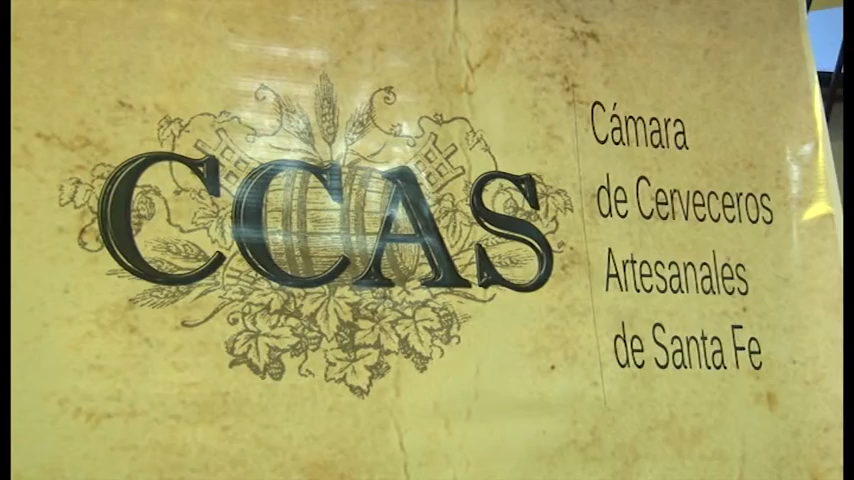 CCAS
Cámara
de Cerveceros
Artesanales
de Santa Fe